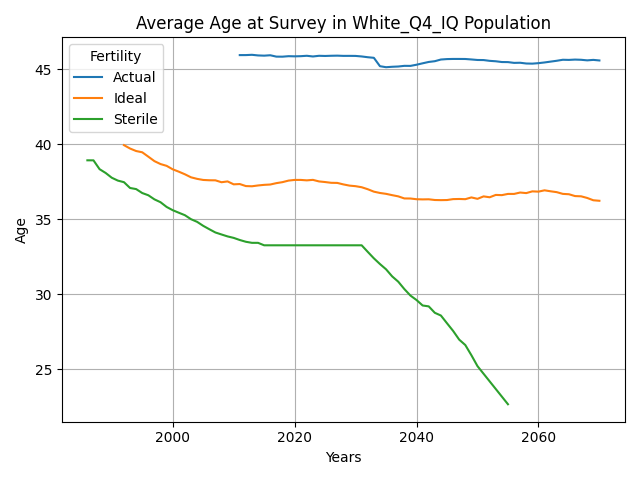 Average Age at Survey in White_Q4_IQ Population
Fertility
Actual
Ideal
Sterile
45
40
35
30
25
Age
2000
2020
2040
2060
Years